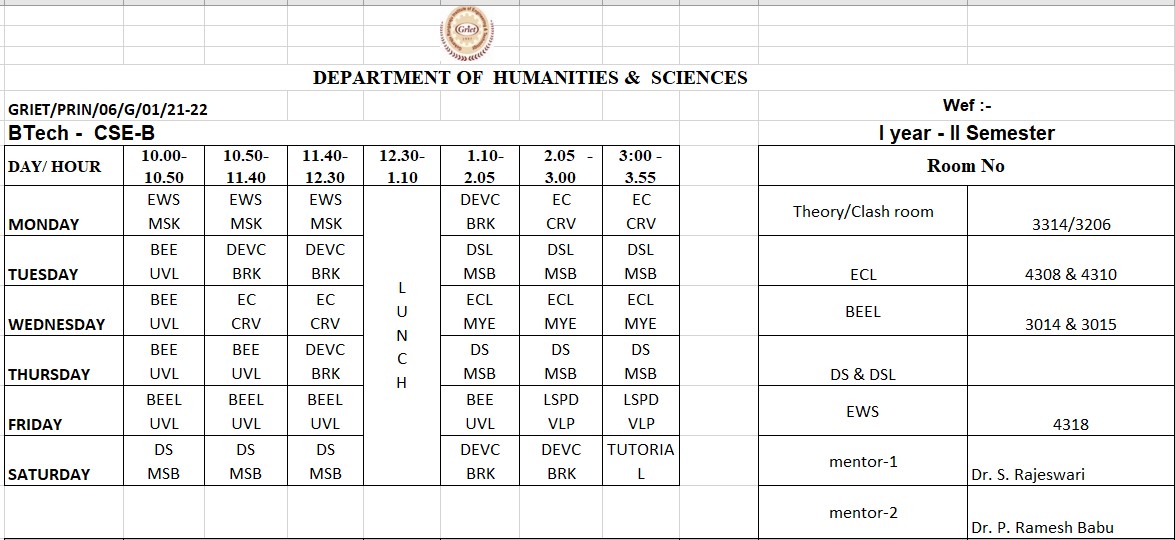 Griet
DEPARTMENT OF HUMANITIES & SCIENCES
GRIET/PRIN/06/G/01/21-22 Wef :-
BTech - CSE-B I year - II Semester
DAY/ HOUR 10.00-10.50 10.50-11.40 11.40-12.30 12.30-1.10 1.10-2.05 2.05 - 3.00 3:00 - 3.55 Room No
EWS EWS EWS DEVC EC EC Theory/Clash room
MONDAY MSK MSK MSK BRK CRV CRV 3314/3206
BEE DEVC DEVC DSL DSL DSL
TUESDAY UVL BRK BRK MSB MSB MSB ECL 4308 & 4310
BEE EC EC ECL ECL ECL BEEL
WEDNESDAY UVL CRV CRV MYE MYE MYE 3014 & 3015
BEE BEE DEVC DS DS DS
THURSDAY UVL UVL BRK MSB MSB MSB DS & DSL
BEEL BEEL BEEL BEE LSPD LSPD EWS
FRIDAY UVL UVL UVL UVL VLP VLP 4318
DS DS DS DEVC DEVC TUTORIA mentor-1
SATURDAY MSB MSB MSB BRK BRK L Dr. S. Rajeswari
mentor-2 Dr. P. Ramesh Babu
L
U
N
C
H